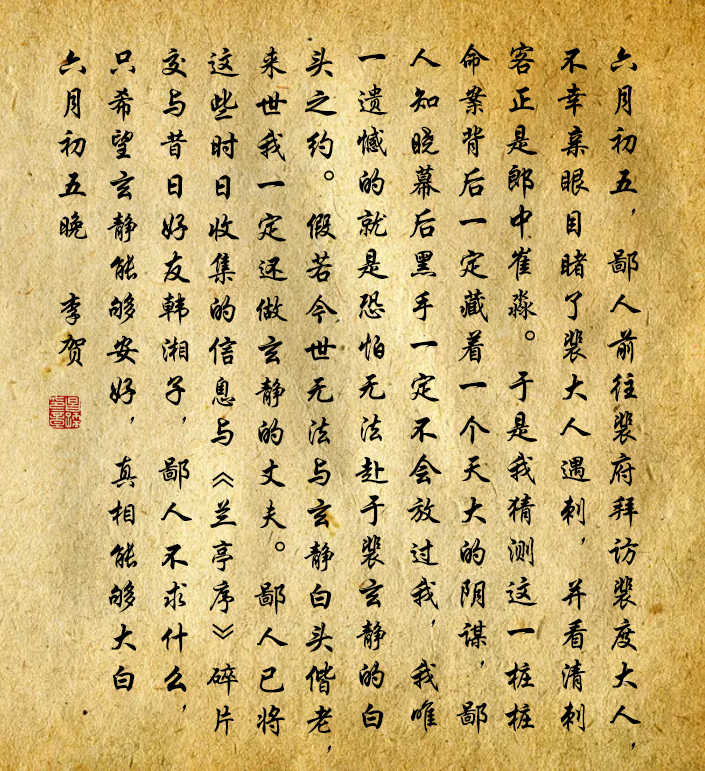 六月初五，鄙人前往裴府拜访裴度大人，
不幸亲眼目睹了裴大人遇刺，并看清刺
客正是郎中崔淼。于是我猜测这一桩桩
命案背后一定藏着一个天大的阴谋，鄙
人知晓幕后黑手一定不会放过我，我唯
一遗憾的就是恐怕无法赴于裴玄静的白
头之约。假若今世无法与玄静白头偕老，
来世我一定还做玄静的丈夫。鄙人已将
这些时日收集的信息与《兰亭序》碎片
交与昔日好友韩湘子，鄙人不求什么，
只希望玄静能够安好，真相能够大白
六月初五晚 李贺